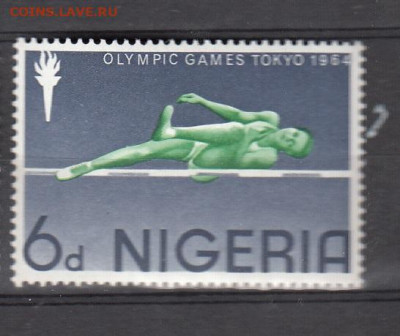 COINS.LAVE.RU
OLYMPIC GAMES TOKYO 1964
6d NIGERIA